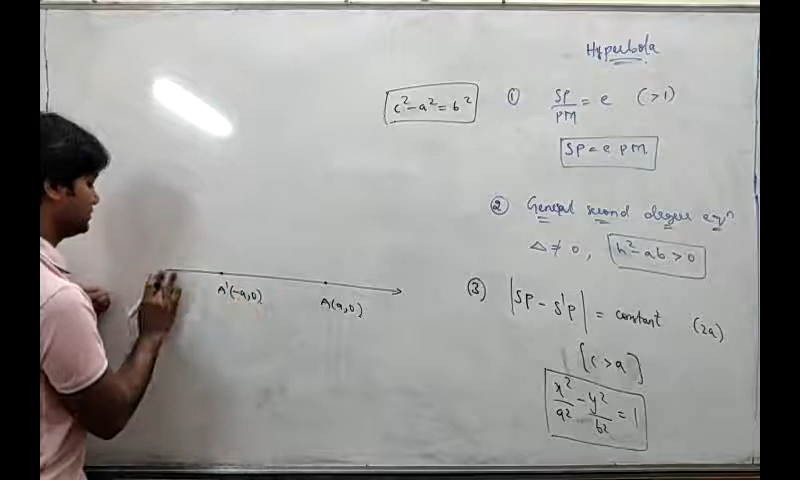 Hyperbola
① SP/PM = e (>1)
SP = e PM
c² - a² = b²
② General second degree eqⁿ.
Δ ≠ 0, h² - ab > 0
③ |SP - S'P| = constant (2a)
[c > a]
x²/a² - y²/b² = 1
A'(-a,0)
A(a,0)